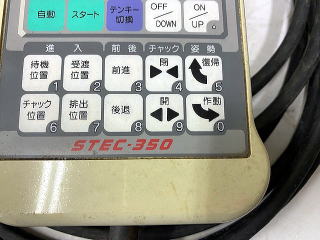 自動 スタート テンキー切換 OFF/DOWN ON/UP
進入 前後 チャック 姿勢
待機位置 1 受渡位置 2 前進 3 閉 4 復帰 5
チャック位置 6 排出位置 7 後退 8 開 9 作動 0
STEC-350